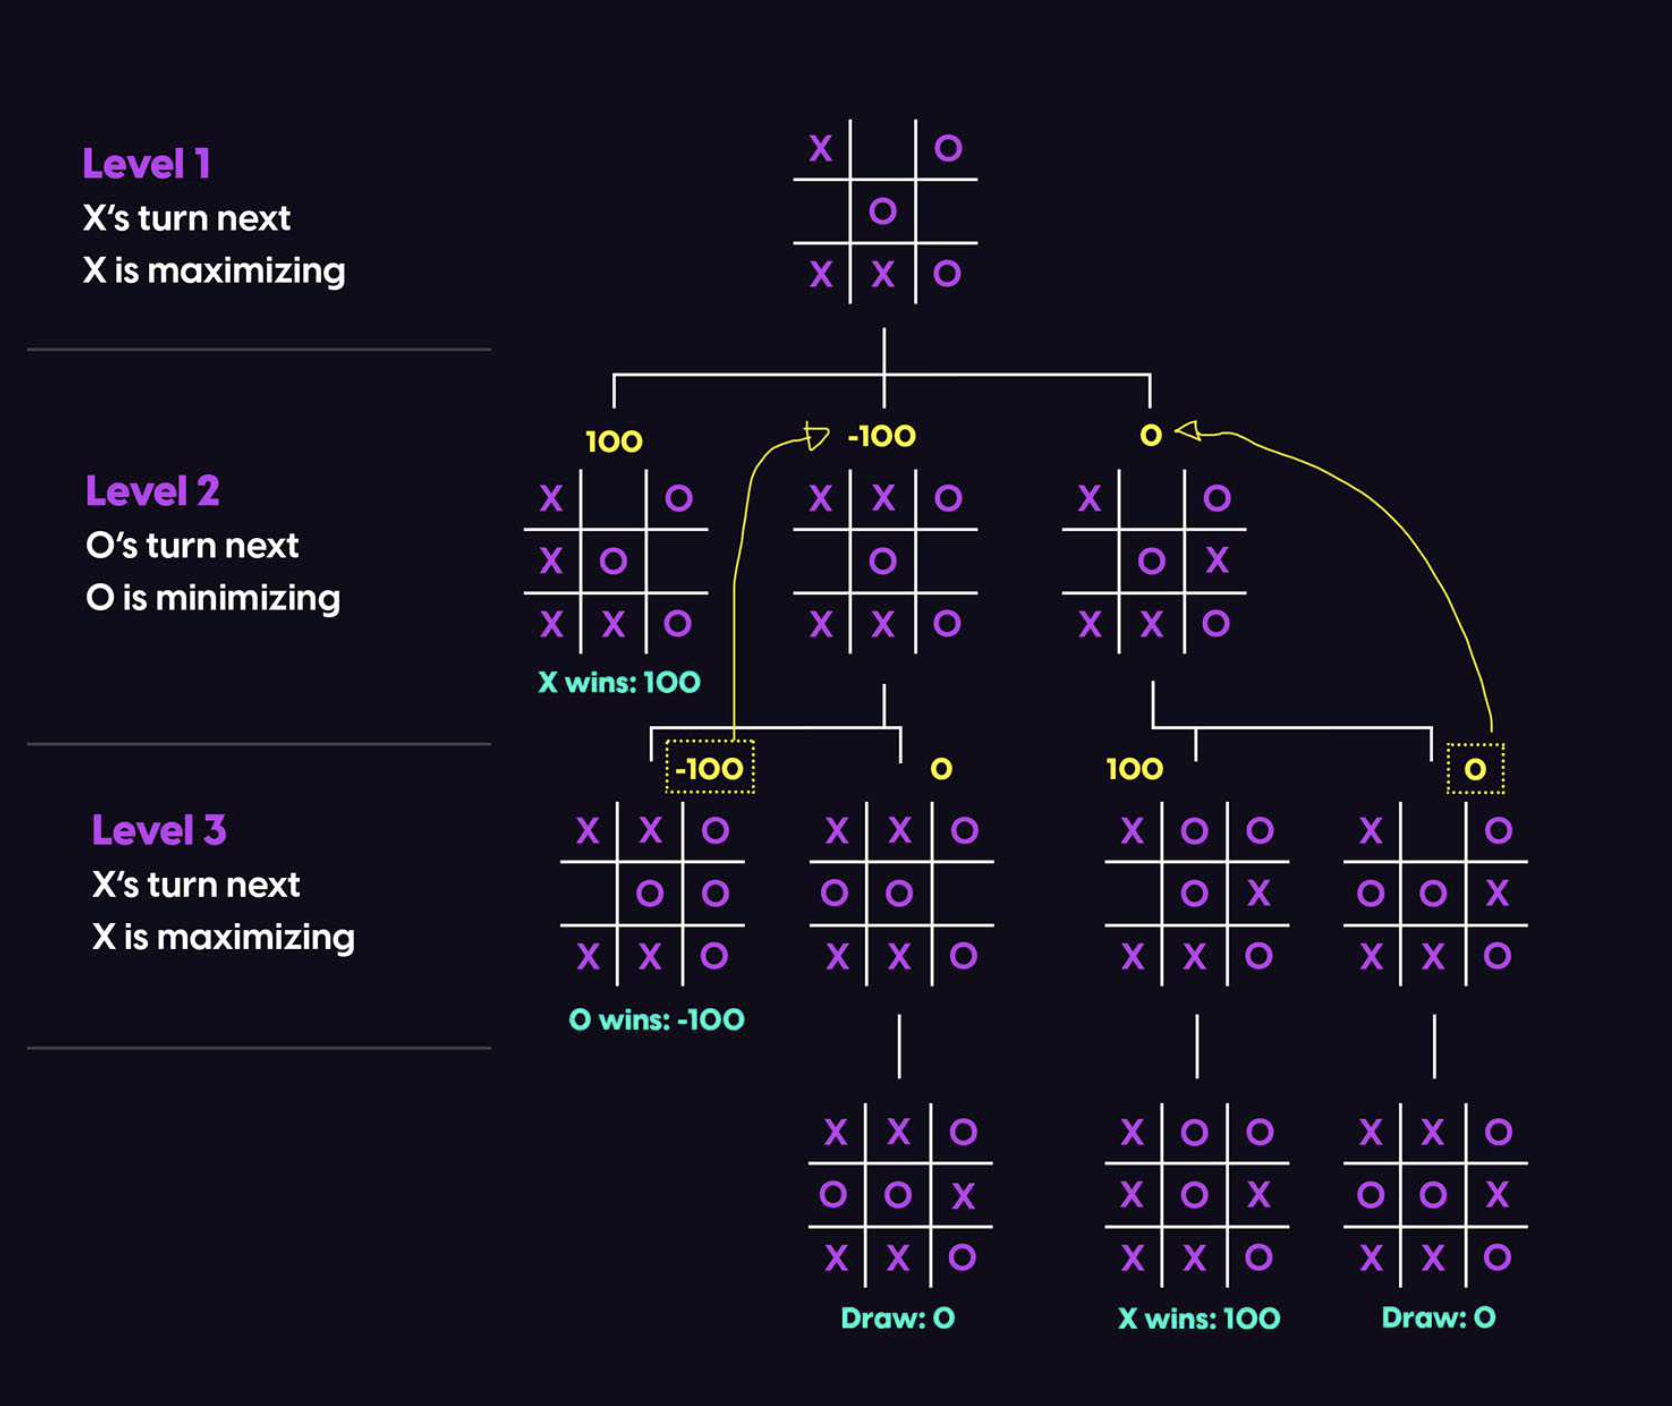 Level 1
X's turn next
X is maximizing
X O
O
X X O
Level 2
O's turn next
O is minimizing
100 -100 0
X O X X O X O
X O O O X
X X O X X O X X O
X wins: 100
Level 3
X's turn next
X is maximizing
-100 0 100 0
X X O X X O X O O X O
O O O O O X O O X
X X O X X O X X O X X O
O wins: -100
X X O X O O X X O
O O X X O X O O X
X X O X X O X X O
Draw: 0 X wins: 100 Draw: 0